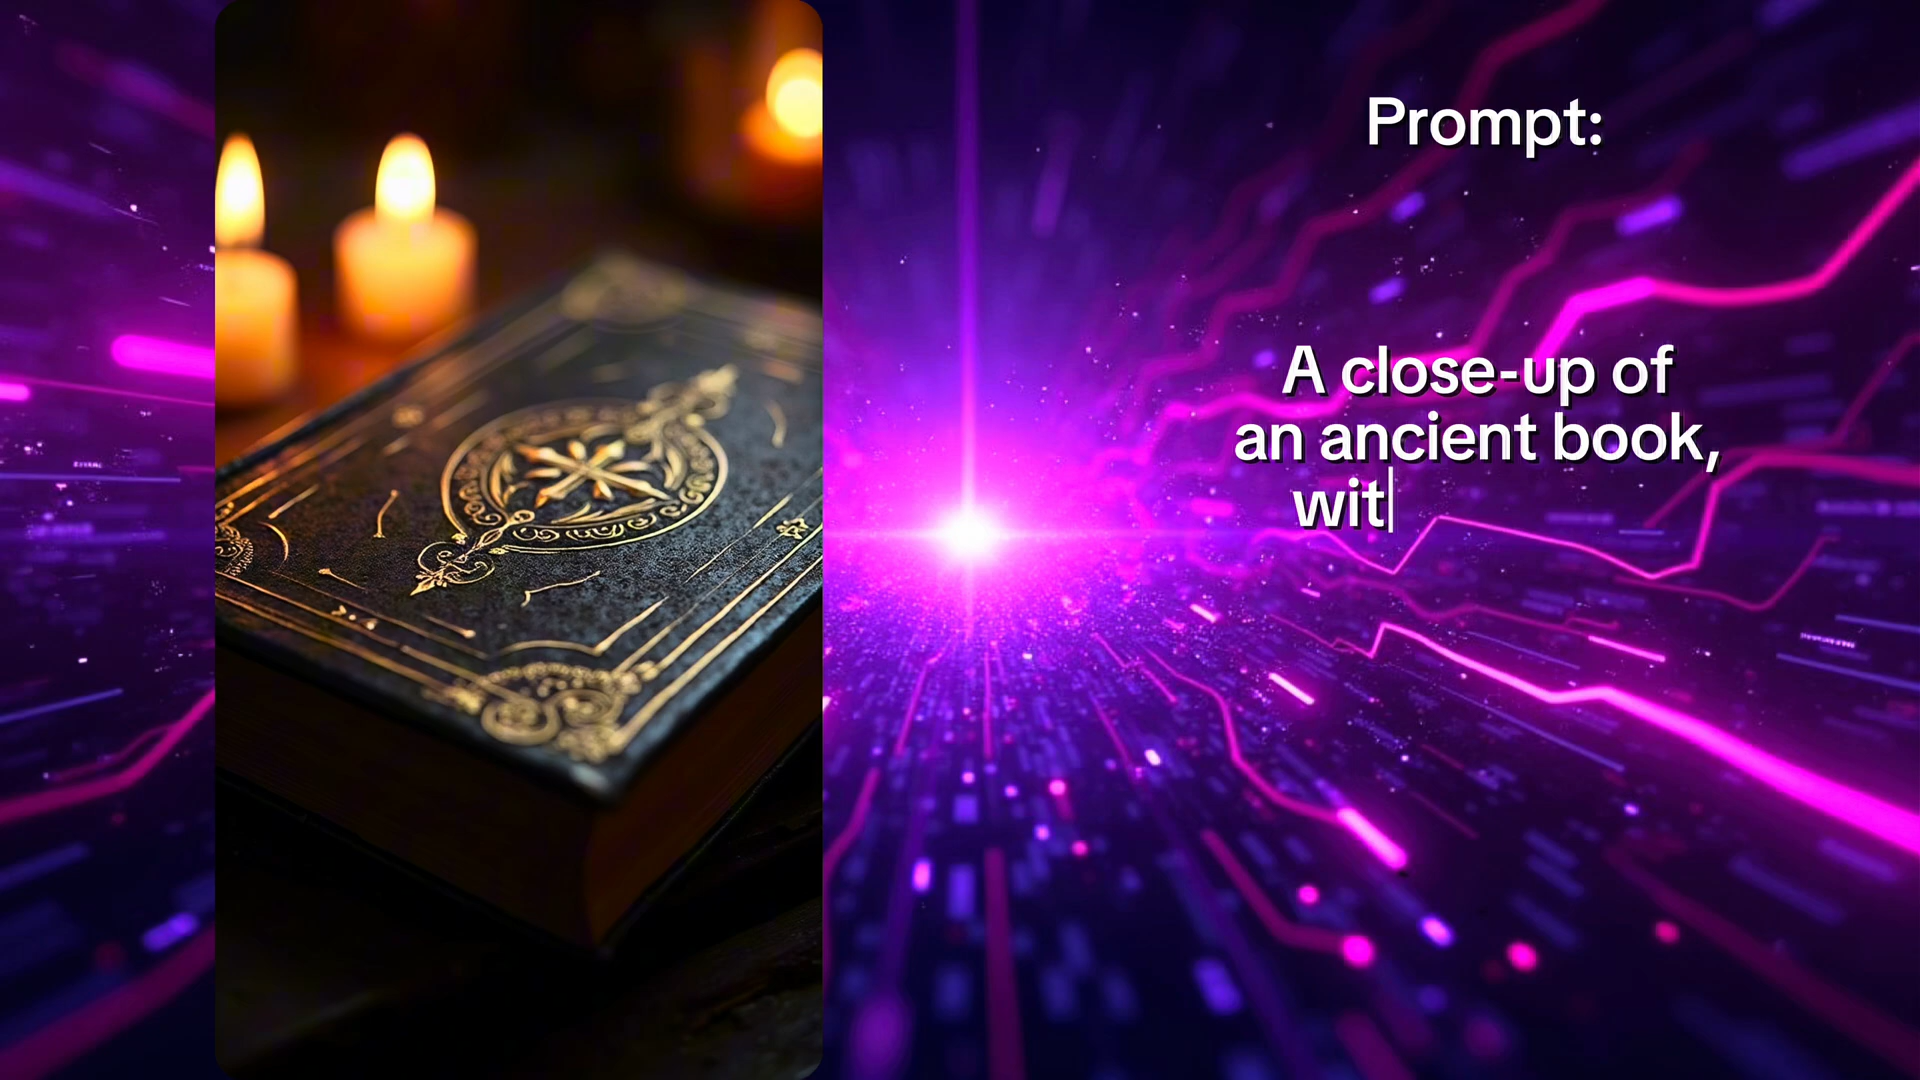 Prompt:
A close-up of
an ancient book,
wit